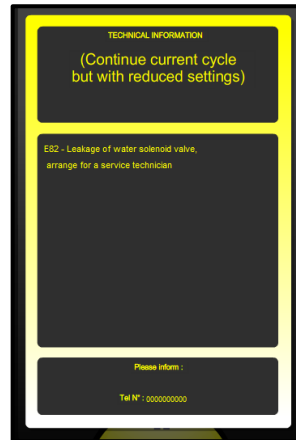 TECHNICAL INFORMATION
(Continue current cycle
but with reduced settings)
E82 - Leakage of water solenoid valve,
arrange for a service technician
Please inform :
Tel N° : 0000000000